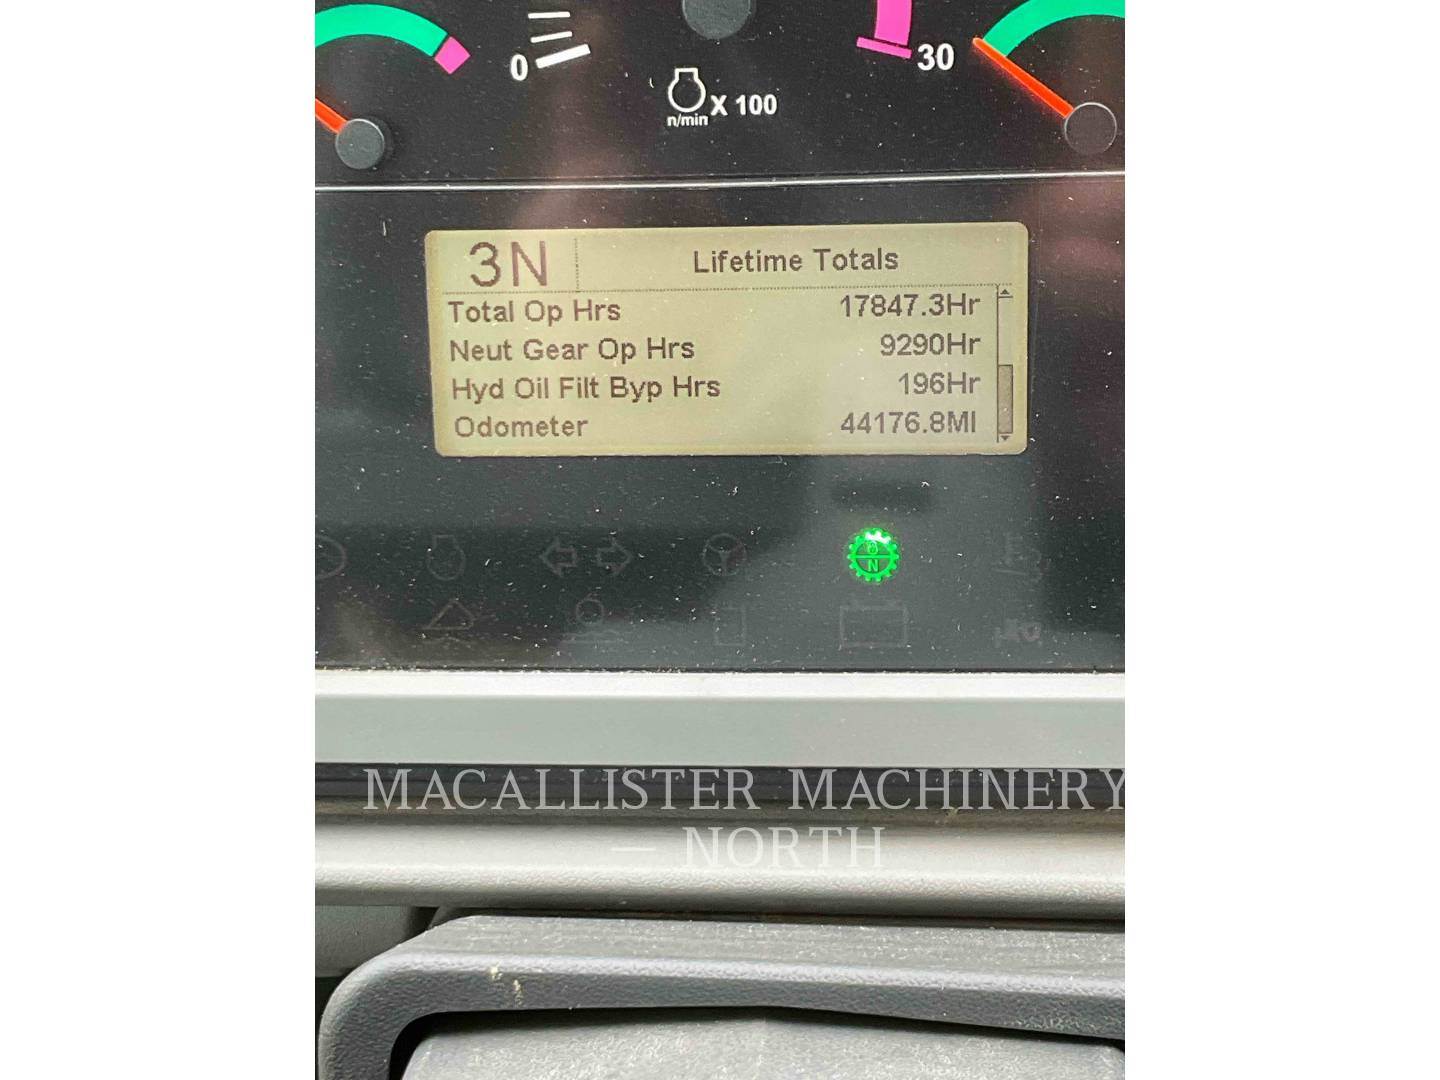 0
30
X 100
n/min
3N Lifetime Totals
Total Op Hrs 17847.3Hr
Neut Gear Op Hrs 9290Hr
Hyd Oil Filt Byp Hrs 196Hr
Odometer 44176.8MI
N
MACALLISTER MACHINERY
— NORTH